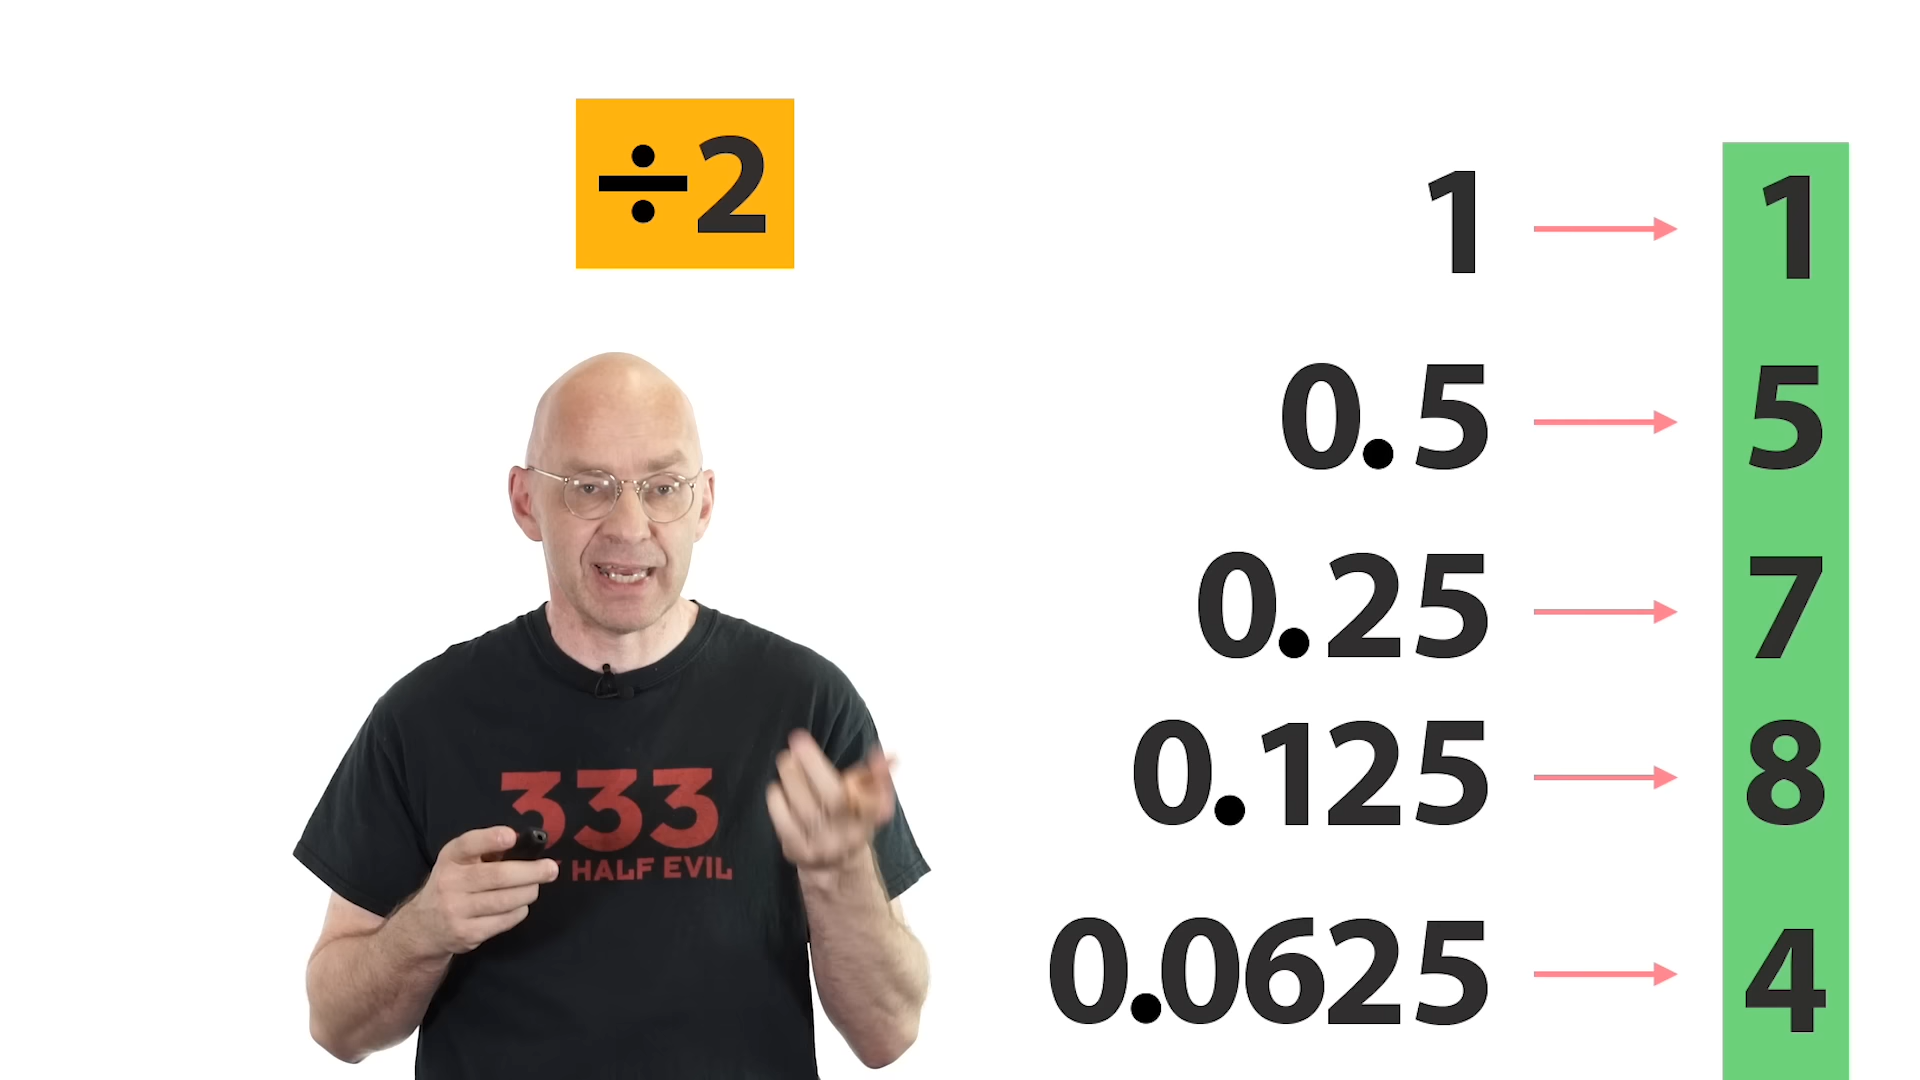 ÷2
1 → 1
0.5 → 5
0.25 → 7
0.125 → 8
0.0625 → 4
333
HALF EVIL